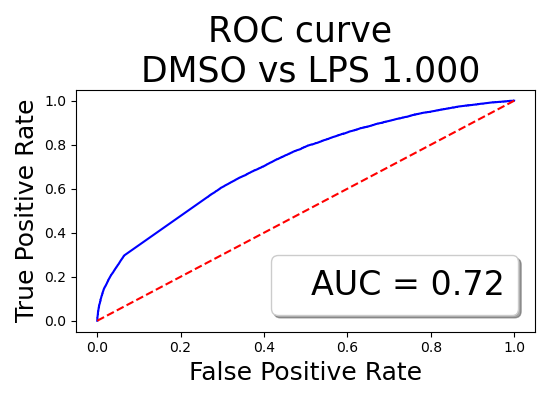 ROC curve
DMSO vs LPS 1.000
True Positive Rate
1.0
0.8
0.6
0.4
0.2
0.0
AUC = 0.72
0.0 0.2 0.4 0.6 0.8 1.0
False Positive Rate